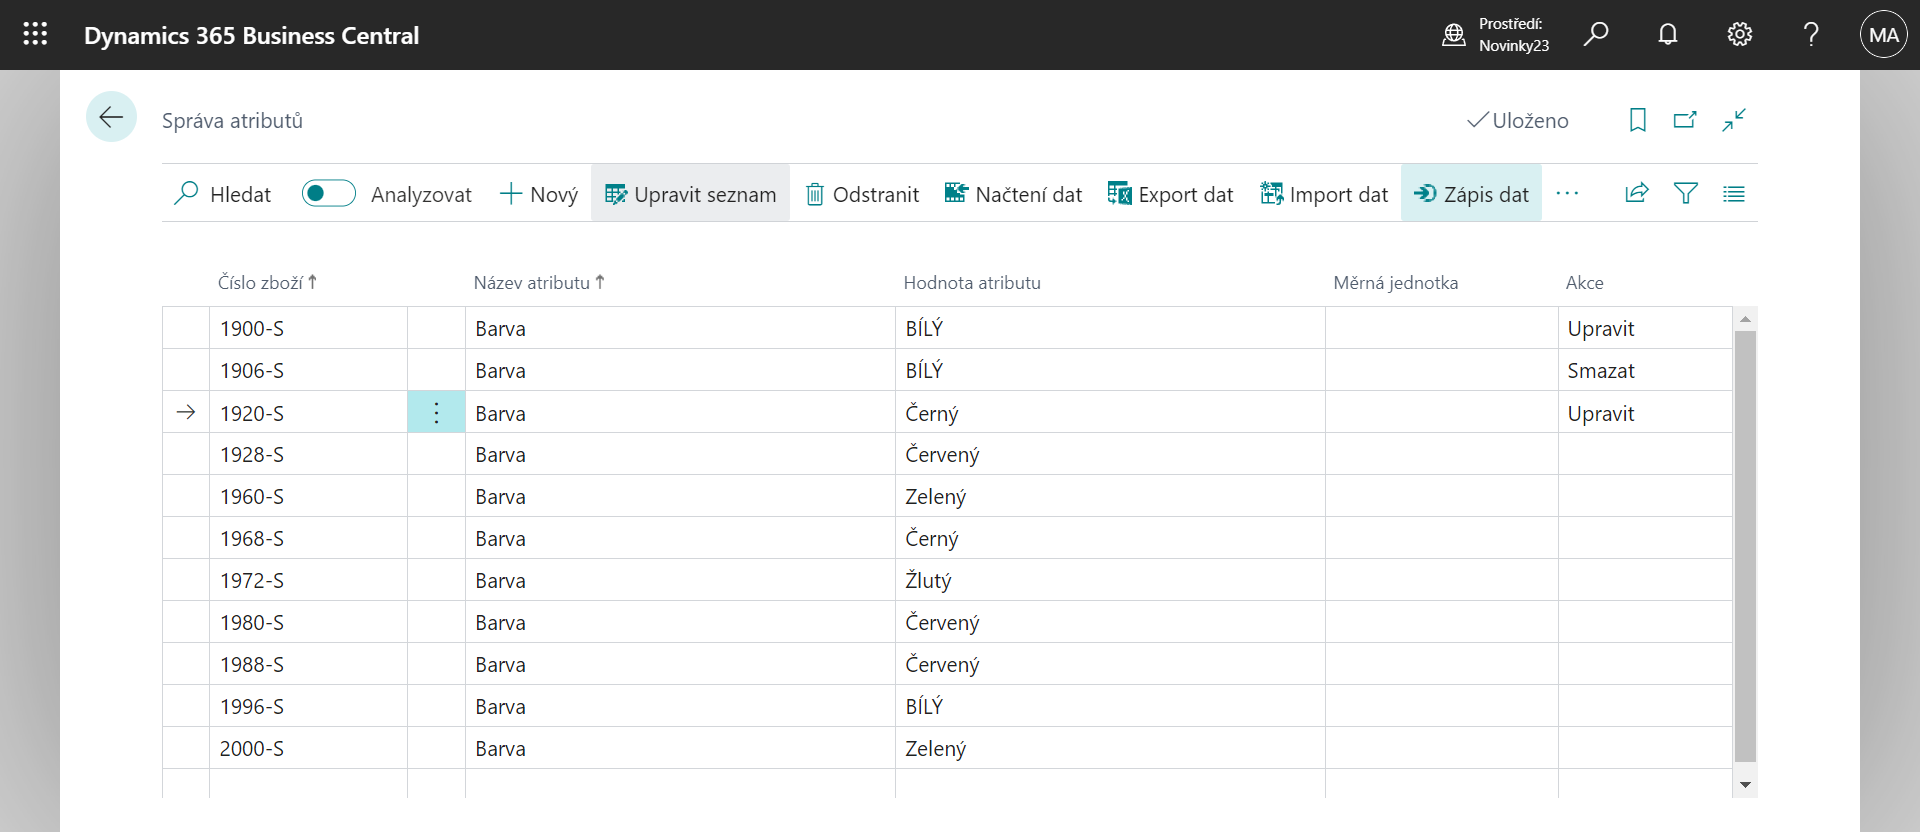 Dynamics 365 Business Central
Prostředí:
Novinky23
MA
Správa atributů
Uloženo
Hledat Analyzovat Nový Upravit seznam Odstranit Načtení dat Export dat Import dat Zápis dat
Číslo zboží Název atributu Hodnota atributu Měrná jednotka Akce
1900-S Barva BÍLÝ Upravit
1906-S Barva BÍLÝ Smazat
1920-S Barva Černý Upravit
1928-S Barva Červený
1960-S Barva Zelený
1968-S Barva Černý
1972-S Barva Žlutý
1980-S Barva Červený
1988-S Barva Červený
1996-S Barva BÍLÝ
2000-S Barva Zelený